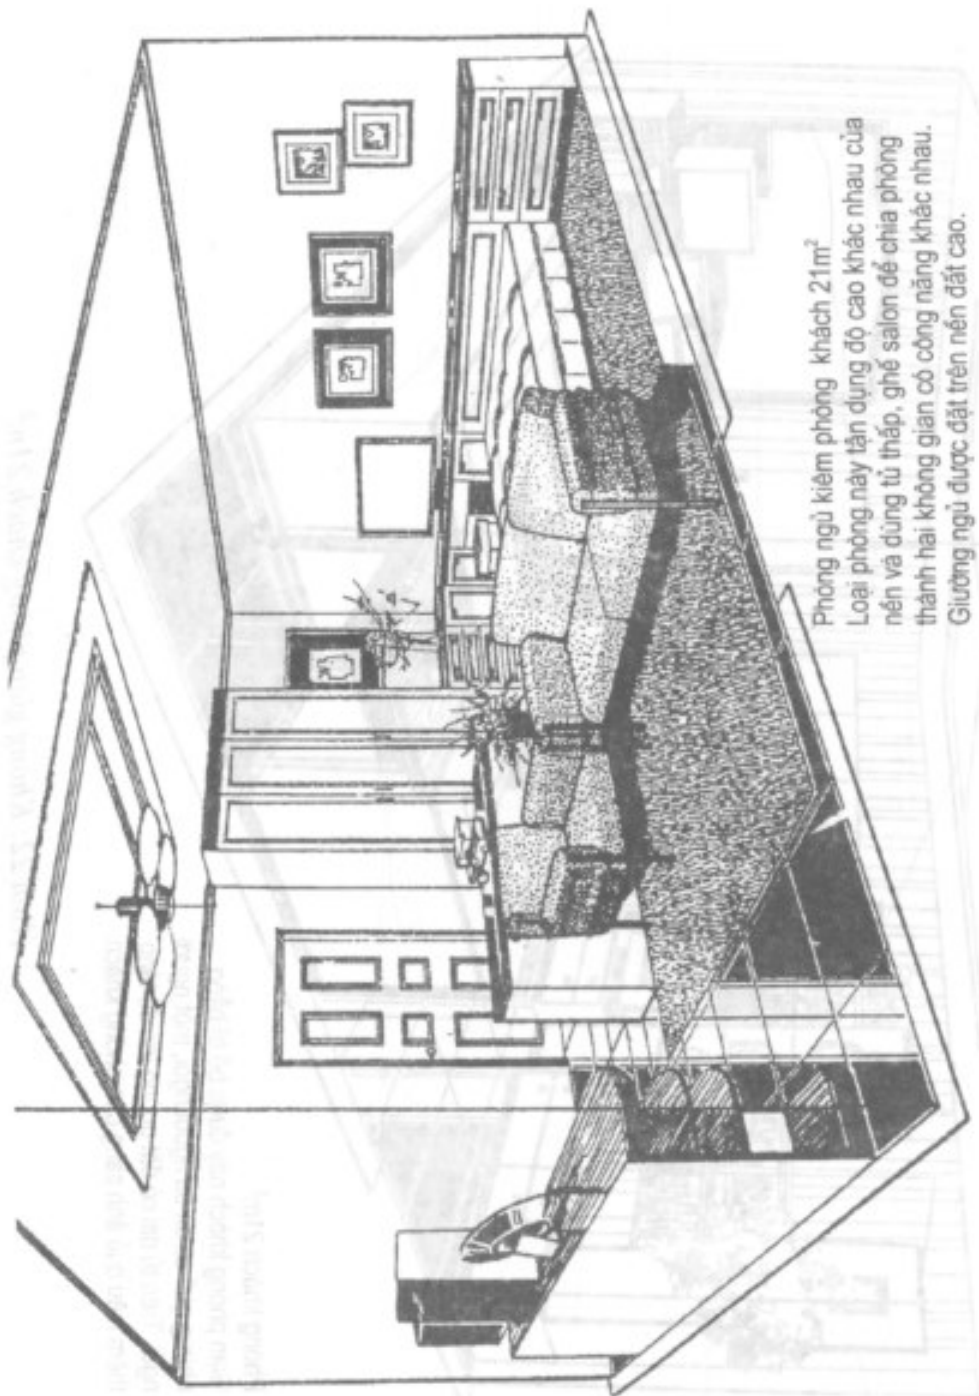 Phòng ngủ kiêm phòng khách 21m²
Loại phòng này tận dụng độ cao khác nhau của
nền và dùng tủ thấp, ghế salon để chia phòng
thành hai không gian có công năng khác nhau.
Giường ngủ được đặt trên nền đất cao.